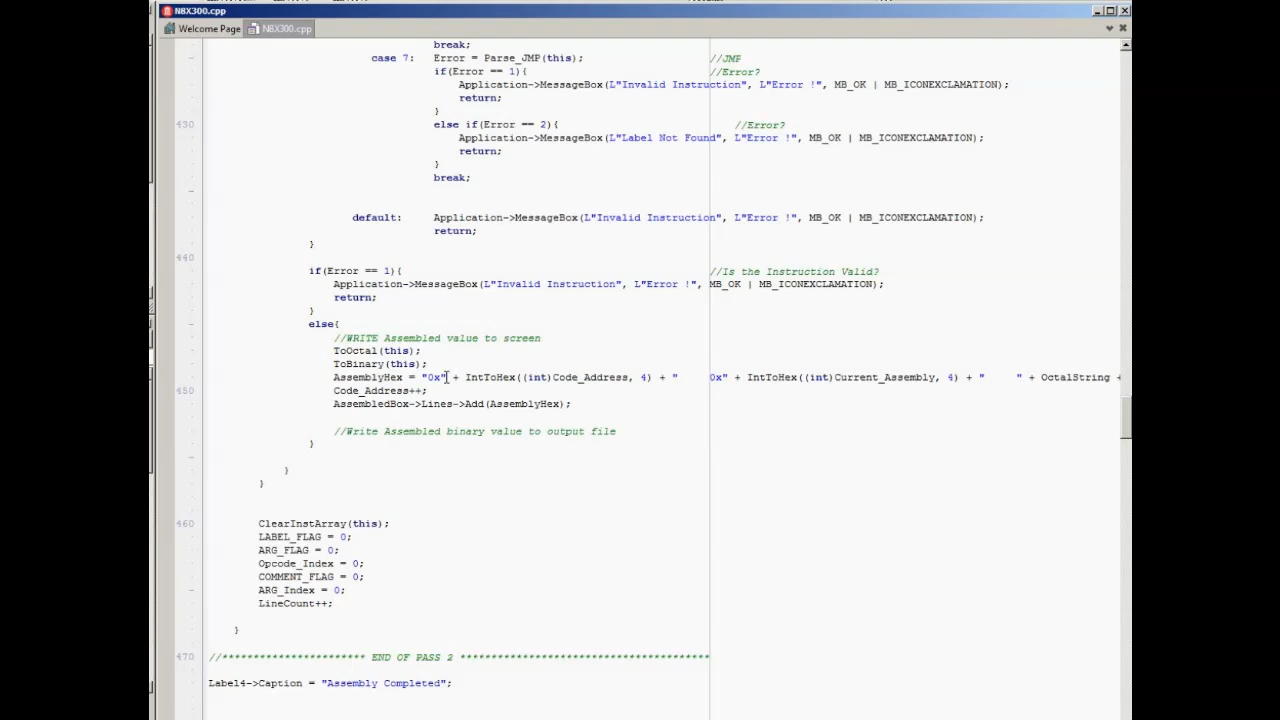 N8X300.cpp
Welcome Page N8X300.cpp
break;
case 7: Error = Parse_JMP(this); //JMP
if(Error == 1){ //Error?
Application->MessageBox(L"Invalid Instruction", L"Error !", MB_OK | MB_ICONEXCLAMATION);
return;
}
430 else if(Error == 2){ //Error?
Application->MessageBox(L"Label Not Found", L"Error !", MB_OK | MB_ICONEXCLAMATION);
return;
}
break;
default: Application->MessageBox(L"Invalid Instruction", L"Error !", MB_OK | MB_ICONEXCLAMATION);
return;
}
440
if(Error == 1){ //Is the Instruction Valid?
Application->MessageBox(L"Invalid Instruction", L"Error !", MB_OK | MB_ICONEXCLAMATION);
return;
}
else{
//WRITE Assembled value to screen
ToOctal(this);
ToBinary(this);
AssemblyHex = "0x" + IntToHex((int)Code_Address, 4) + "     0x" + IntToHex((int)Current_Assembly, 4) + "     " + OctalString +
450 Code_Address++;
AssembledBox->Lines->Add(AssemblyHex);
//Write Assembled binary value to output file
}
}
}
460 ClearInstArray(this);
LABEL_FLAG = 0;
ARG_FLAG = 0;
Opcode_Index = 0;
COMMENT_FLAG = 0;
ARG_Index = 0;
LineCount++;
}
470 //*********************** END OF PASS 2 ****************************************
Label4->Caption = "Assembly Completed";